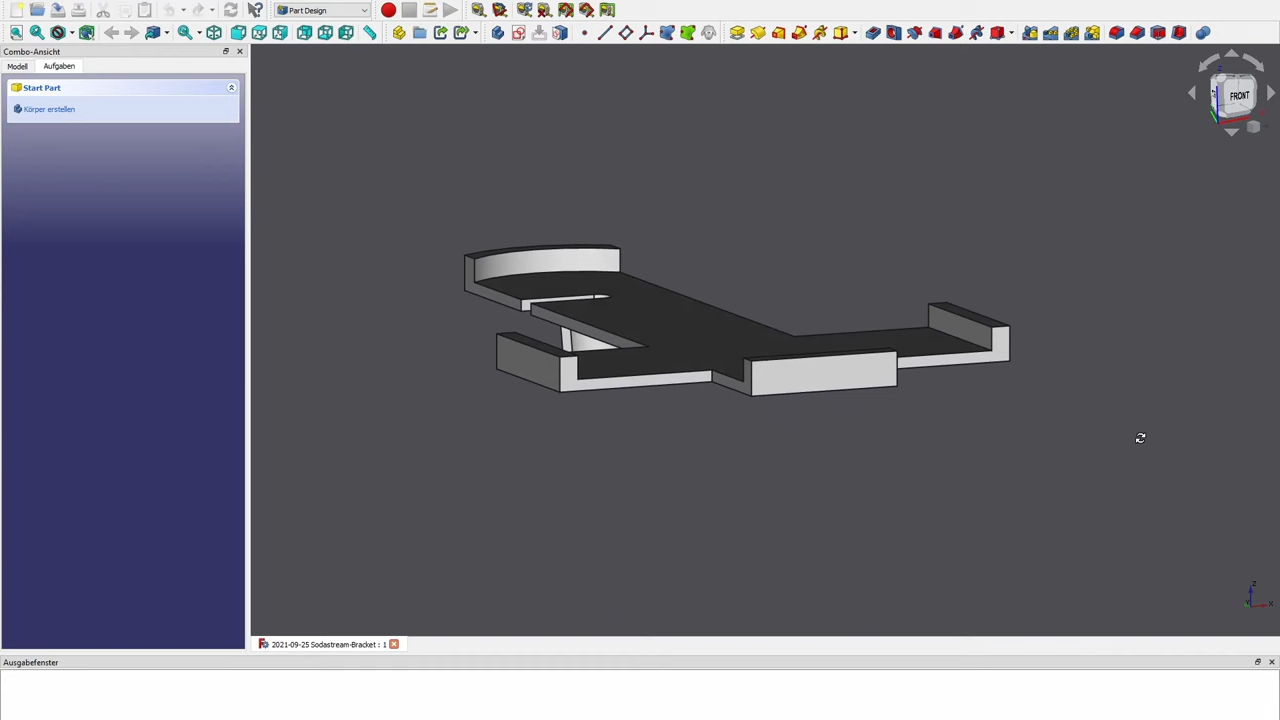 Part Design
Combo-Ansicht
Modell
Aufgaben
Start Part
Körper erstellen
FRONT
Z
X
2021-09-25 Sodastream-Bracket : 1
Ausgabefenster